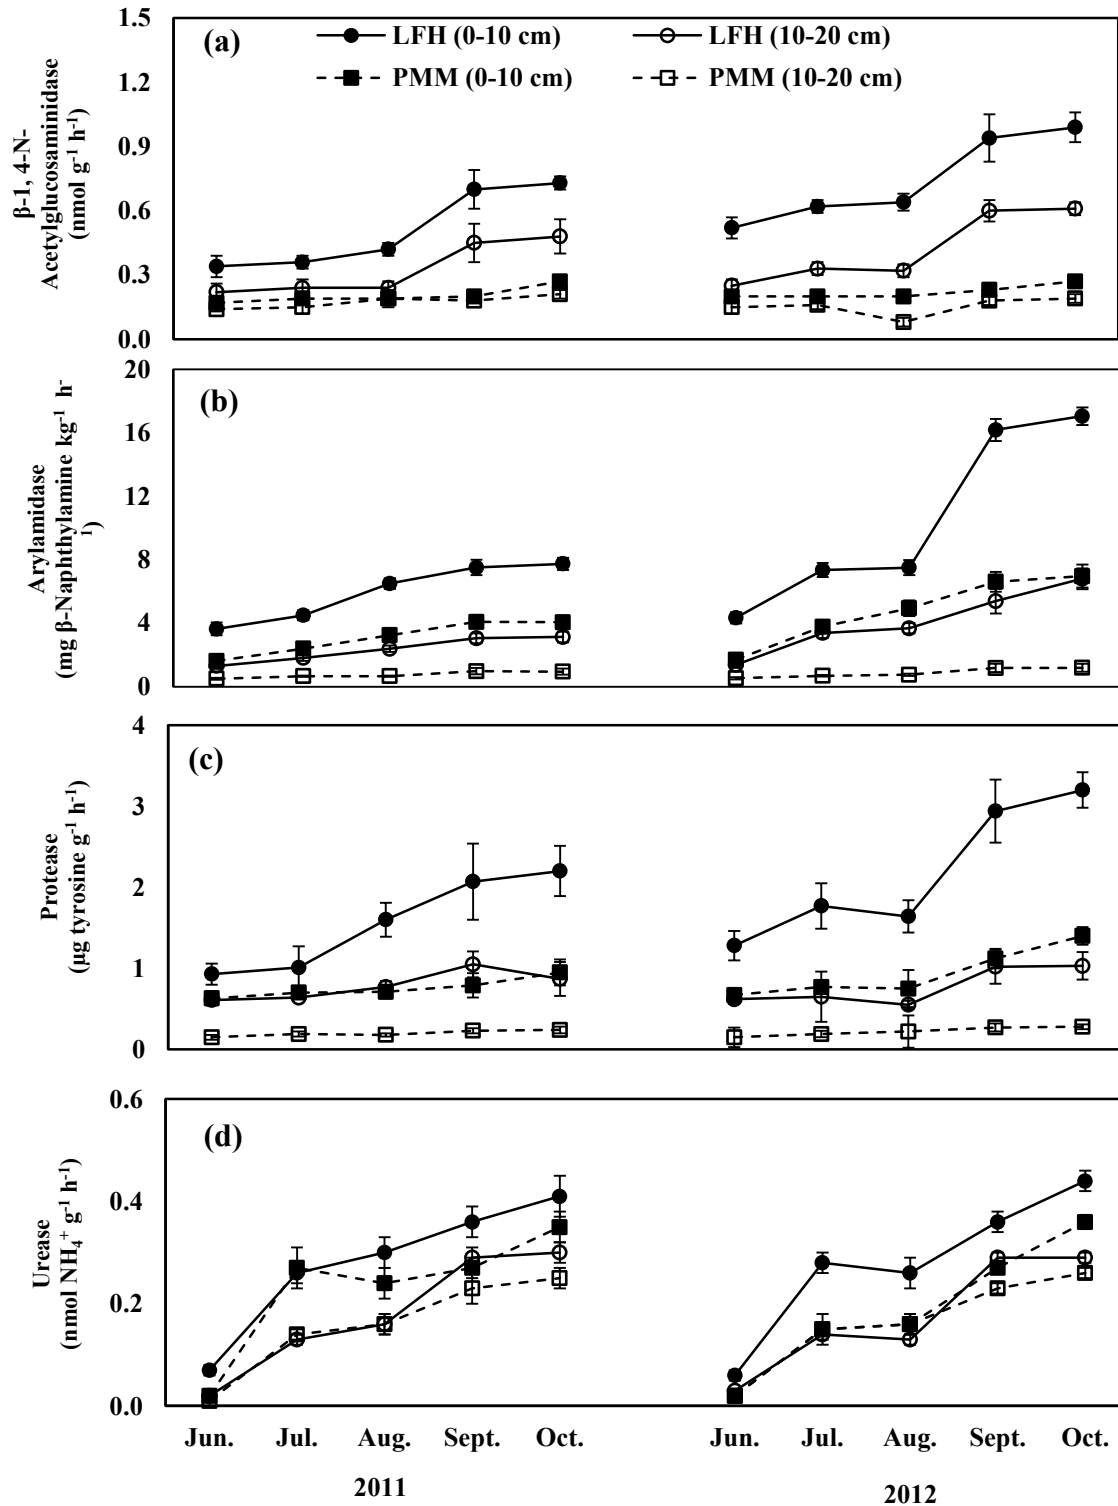 (a)
LFH (0-10 cm)
LFH (10-20 cm)
PMM (0-10 cm)
PMM (10-20 cm)
β-1, 4-N-
Acetylglucosaminidase
(nmol g⁻¹ h⁻¹)
1.5
1.2
0.9
0.6
0.3
0.0
(b)
Arylamidase
(mg β-Naphthylamine kg⁻¹ h⁻
¹)
20
16
12
8
4
0
(c)
Protease
(µg tyrosine g⁻¹ h⁻¹)
4
3
2
1
0
(d)
Urease
(nmol NH₄⁺ g⁻¹ h⁻¹)
0.6
0.4
0.2
0.0
Jun. Jul. Aug. Sept. Oct. Jun. Jul. Aug. Sept. Oct.
2011 2012